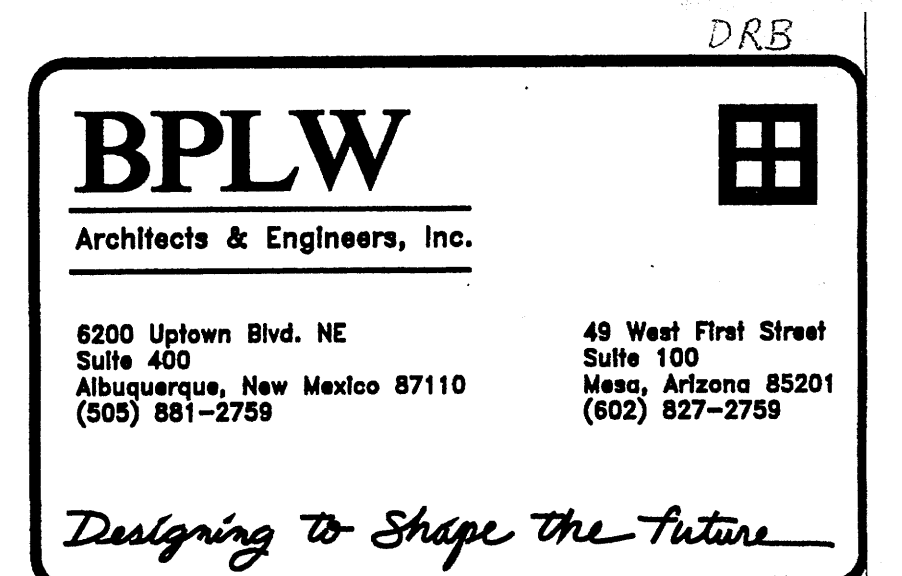 DRB
BPLW
Architects & Engineers, Inc.
6200 Uptown Blvd. NE
Suite 400
Albuquerque, New Mexico 87110
(505) 881-2759
49 West First Street
Suite 100
Mesa, Arizona 85201
(602) 827-2759
Designing to Shape the Future